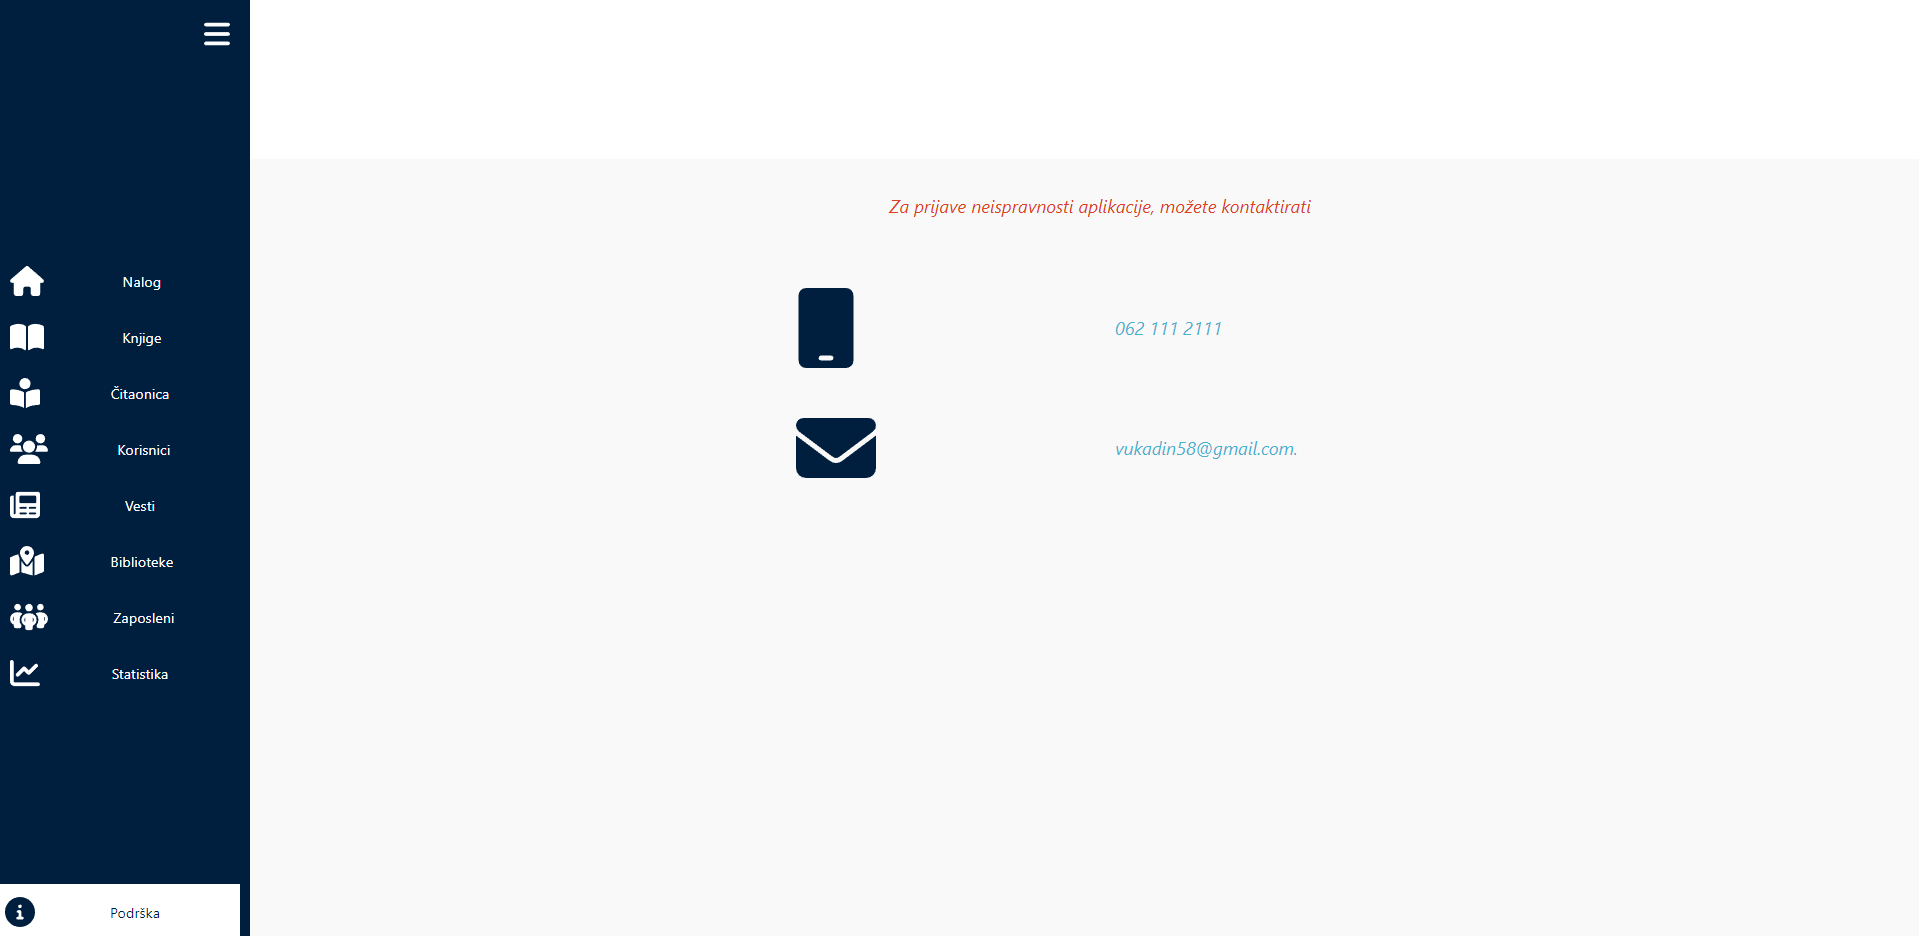 Za prijave neispravnosti aplikacije, možete kontaktirati
Nalog
Knjige
062 111 2111
Čitaonica
Korisnici
vukadin58@gmail.com.
Vesti
Biblioteke
Zaposleni
Statistika
Podrška